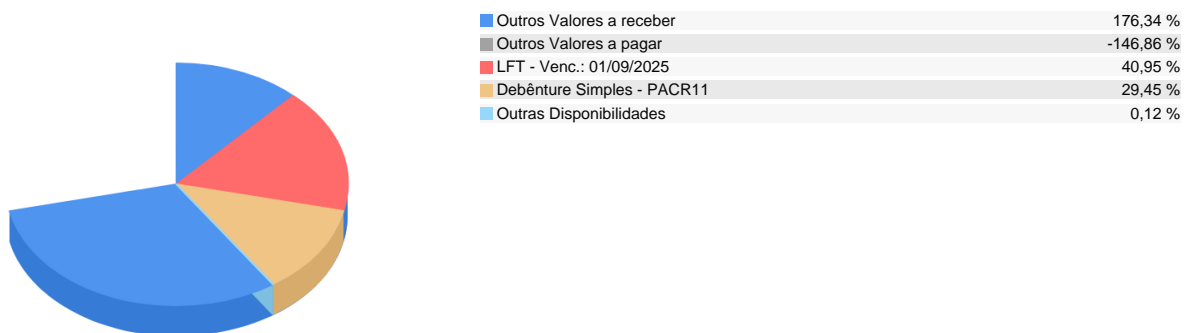 Outros Valores a receber 176,34 %
Outros Valores a pagar -146,86 %
LFT - Venc.: 01/09/2025 40,95 %
Debênture Simples - PACR11 29,45 %
Outras Disponibilidades 0,12 %